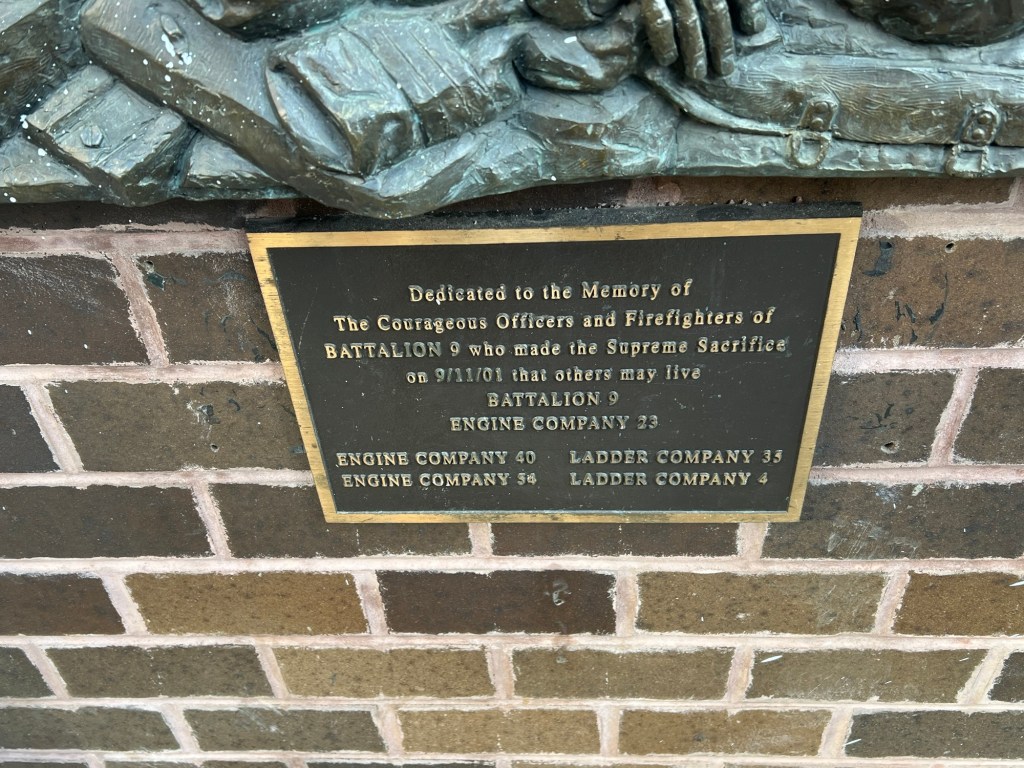 Dedicated to the Memory of
The Courageous Officers and Firefighters of
BATTALION 9 who made the Supreme Sacrifice
on 9/11/01 that others may live
BATTALION 9
ENGINE COMPANY 23
ENGINE COMPANY 40 LADDER COMPANY 35
ENGINE COMPANY 54 LADDER COMPANY 4